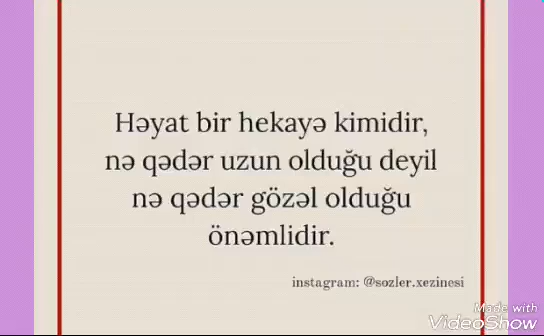 Həyat bir hekayə kimidir,
nə qədər uzun olduğu deyil
nə qədər gözəl olduğu
önəmlidir.
instagram: @sozler.xezinesi
Made with
VideoShow